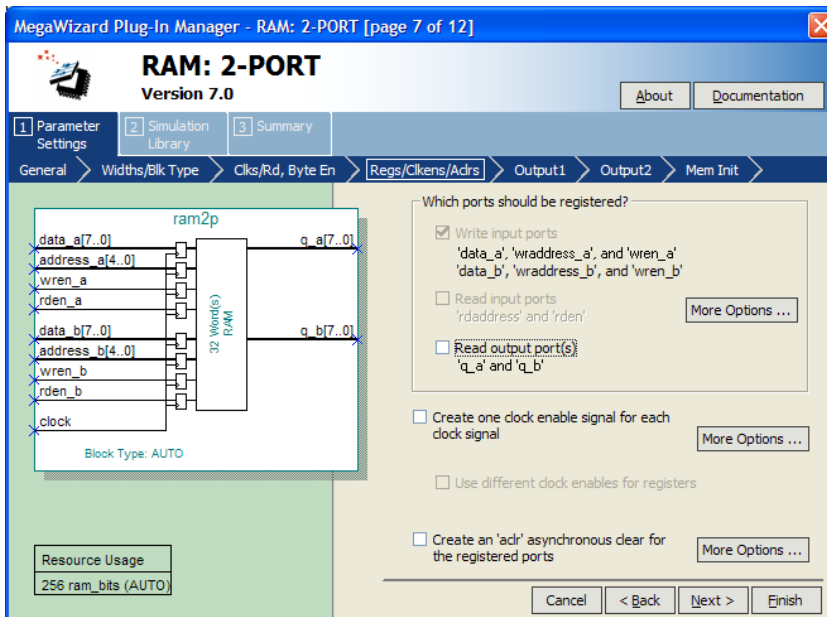 MegaWizard Plug-In Manager - RAM: 2-PORT [page 7 of 12]
RAM: 2-PORT
Version 7.0
About
Documentation
1 Parameter Settings
2 Simulation Library
3 Summary
General
Widths/Blk Type
Clks/Rd, Byte En
Regs/Clkens/Aclrs
Output1
Output2
Mem Init
ram2p
data_a[7..0]
address_a[4..0]
wren_a
rden_a
data_b[7..0]
address_b[4..0]
wren_b
rden_b
clock
32 Word(s)
RAM
q_a[7..0]
q_b[7..0]
Block Type: AUTO
Resource Usage
256 ram_bits (AUTO)
Which ports should be registered?
Write input ports
'data_a', 'wraddress_a', and 'wren_a'
'data_b', 'wraddress_b', and 'wren_b'
Read input ports
'rdaddress' and 'rden'
More Options ...
Read output port(s)
'q_a' and 'q_b'
Create one clock enable signal for each
clock signal
More Options ...
Use different clock enables for registers
Create an 'aclr' asynchronous clear for
the registered ports
More Options ...
Cancel
< Back
Next >
Finish